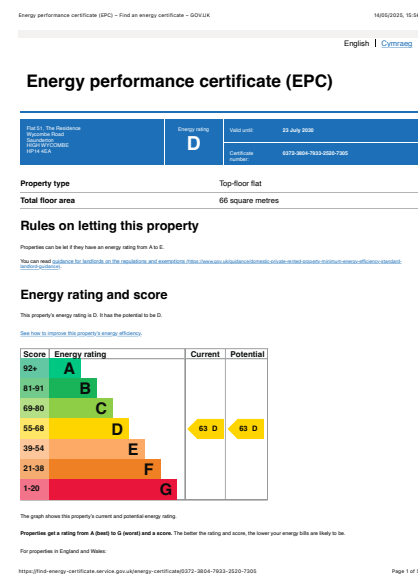 Energy performance certificate (EPC) – Find an energy certificate – GOV.UK
14/05/2025, 15:56
English | Cymraeg
Energy performance certificate (EPC)
Flat 51, The Residence
Wycombe Road
Saunderton
HIGH WYCOMBE
HP14 4EA
Energy rating
D
Valid until: 23 July 2030
Certificate number: 0372-3804-7933-2520-7305
Property type Top-floor flat
Total floor area 66 square metres
Rules on letting this property
Properties can be let if they have an energy rating from A to E.
You can read guidance for landlords on the regulations and exemptions (https://www.gov.uk/guidance/domestic-private-rented-property-minimum-energy-efficiency-standard-
landlord-guidance).
Energy rating and score
This property's energy rating is D. It has the potential to be D.
See how to improve this property's energy efficiency.
Score Energy rating Current Potential
92+ A
81-91 B
69-80 C
55-68 D 63 D 63 D
39-54 E
21-38 F
1-20 G
The graph shows this property's current and potential energy rating.
Properties get a rating from A (best) to G (worst) and a score. The better the rating and score, the lower your energy bills are likely to be.
For properties in England and Wales:
https://find-energy-certificate.service.gov.uk/energy-certificate/0372-3804-7933-2520-7305
Page 1 of